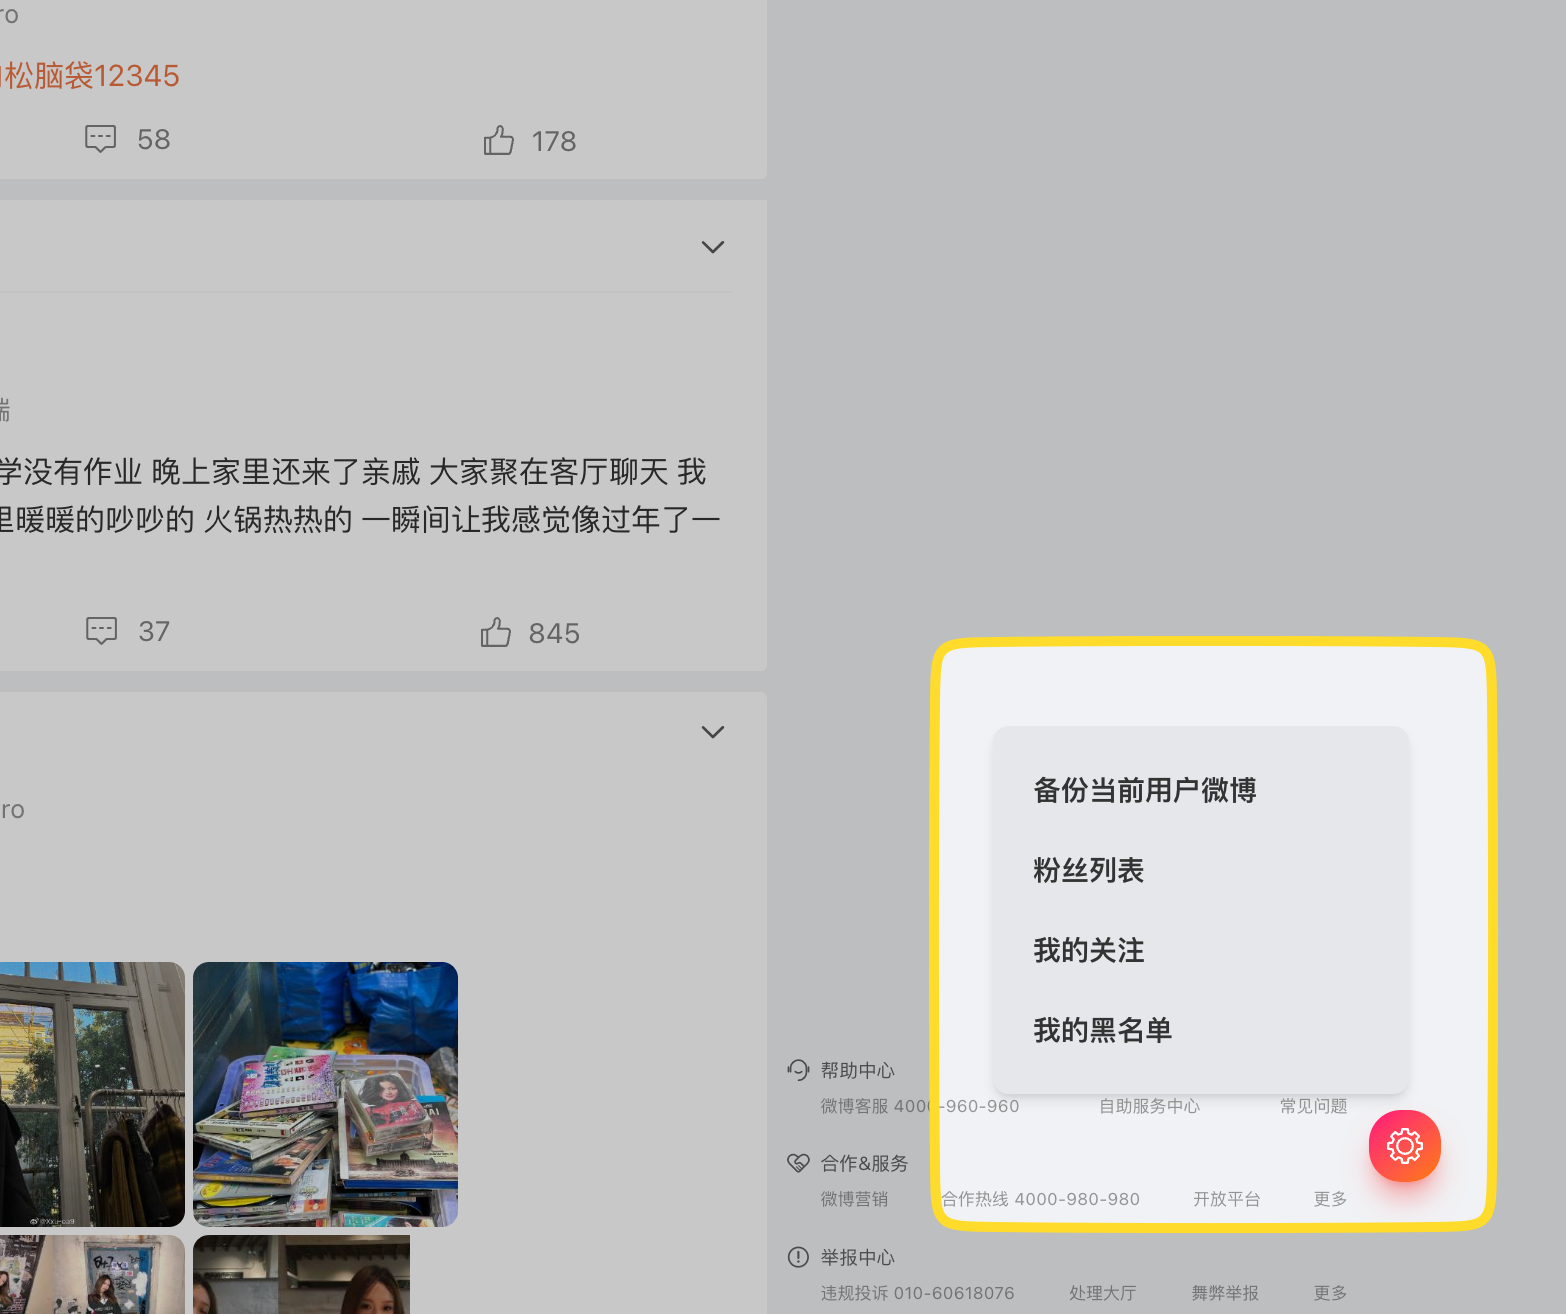 ro
松脑袋12345
58
178
端
学没有作业 晚上家里还来了亲戚 大家聚在客厅聊天 我
里暖暖的吵吵的 火锅热热的 一瞬间让我感觉像过年了一
37
845
ro
备份当前用户微博
粉丝列表
我的关注
我的黑名单
帮助中心
微博客服 400-960-960
自助服务中心
常见问题
合作&服务
微博营销
合作热线 4000-980-980
开放平台
更多
举报中心
违规投诉 010-60618076
处理大厅
舞弊举报
更多